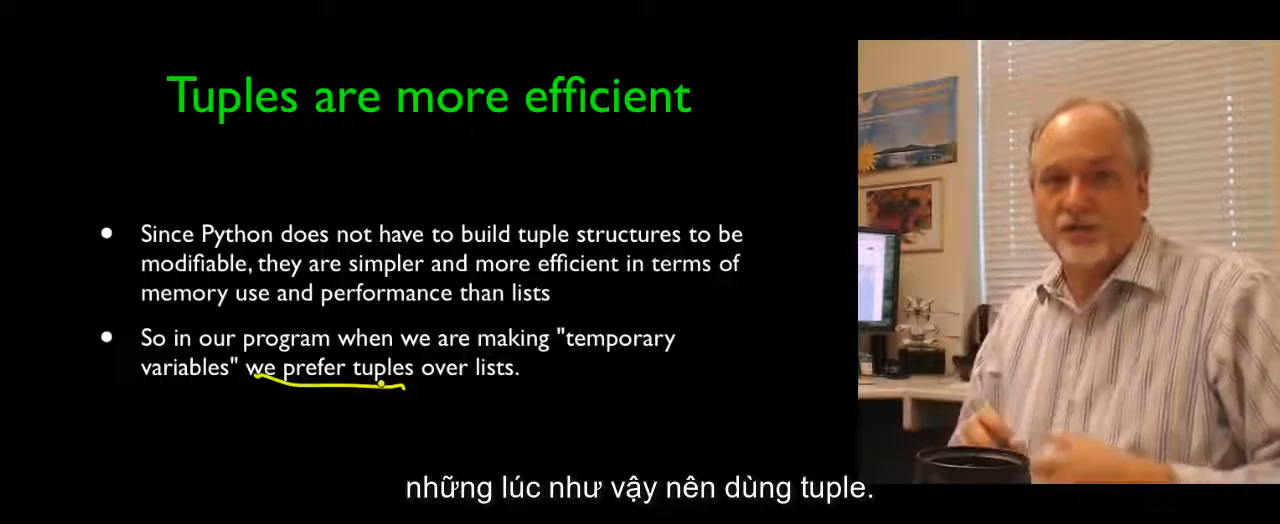 Tuples are more efficient
• Since Python does not have to build tuple structures to be
modifiable, they are simpler and more efficient in terms of
memory use and performance than lists
• So in our program when we are making "temporary
variables" we prefer tuples over lists.
những lúc như vậy nên dùng tuple.